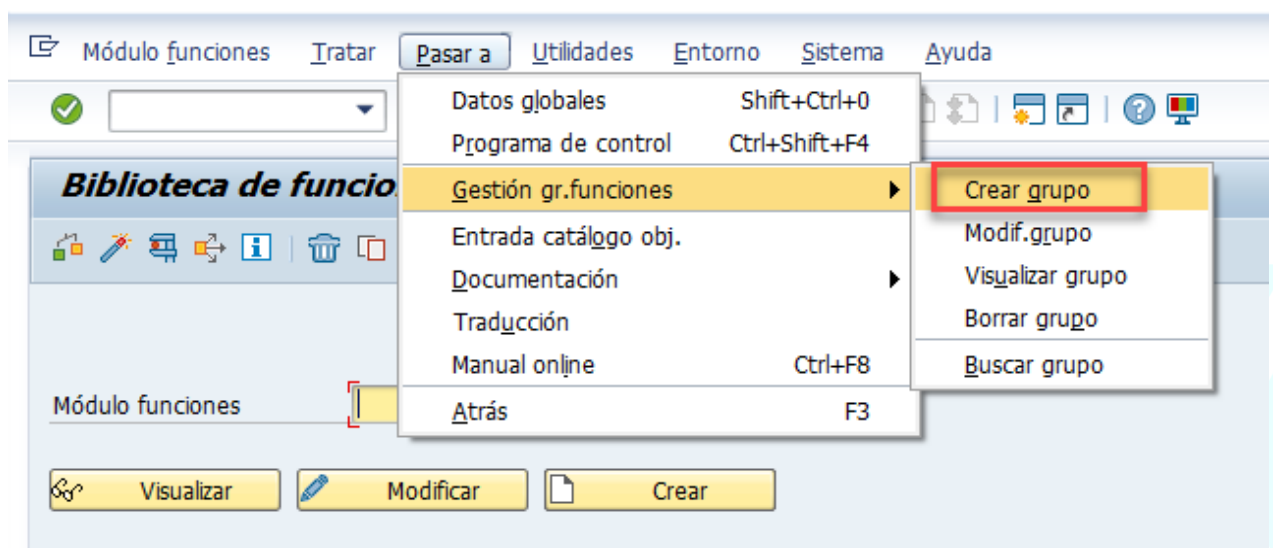 Módulo funciones Tratar Pasar a Utilidades Entorno Sistema Ayuda
Datos globales Shift+Ctrl+0
Programa de control Ctrl+Shift+F4
Biblioteca de funcio
Gestión gr.funciones
Crear grupo
Entrada catálogo obj.
Modif.grupo
Documentación
Visualizar grupo
Traducción
Borrar grupo
Manual online Ctrl+F8
Buscar grupo
Módulo funciones
Atrás F3
Visualizar Modificar Crear